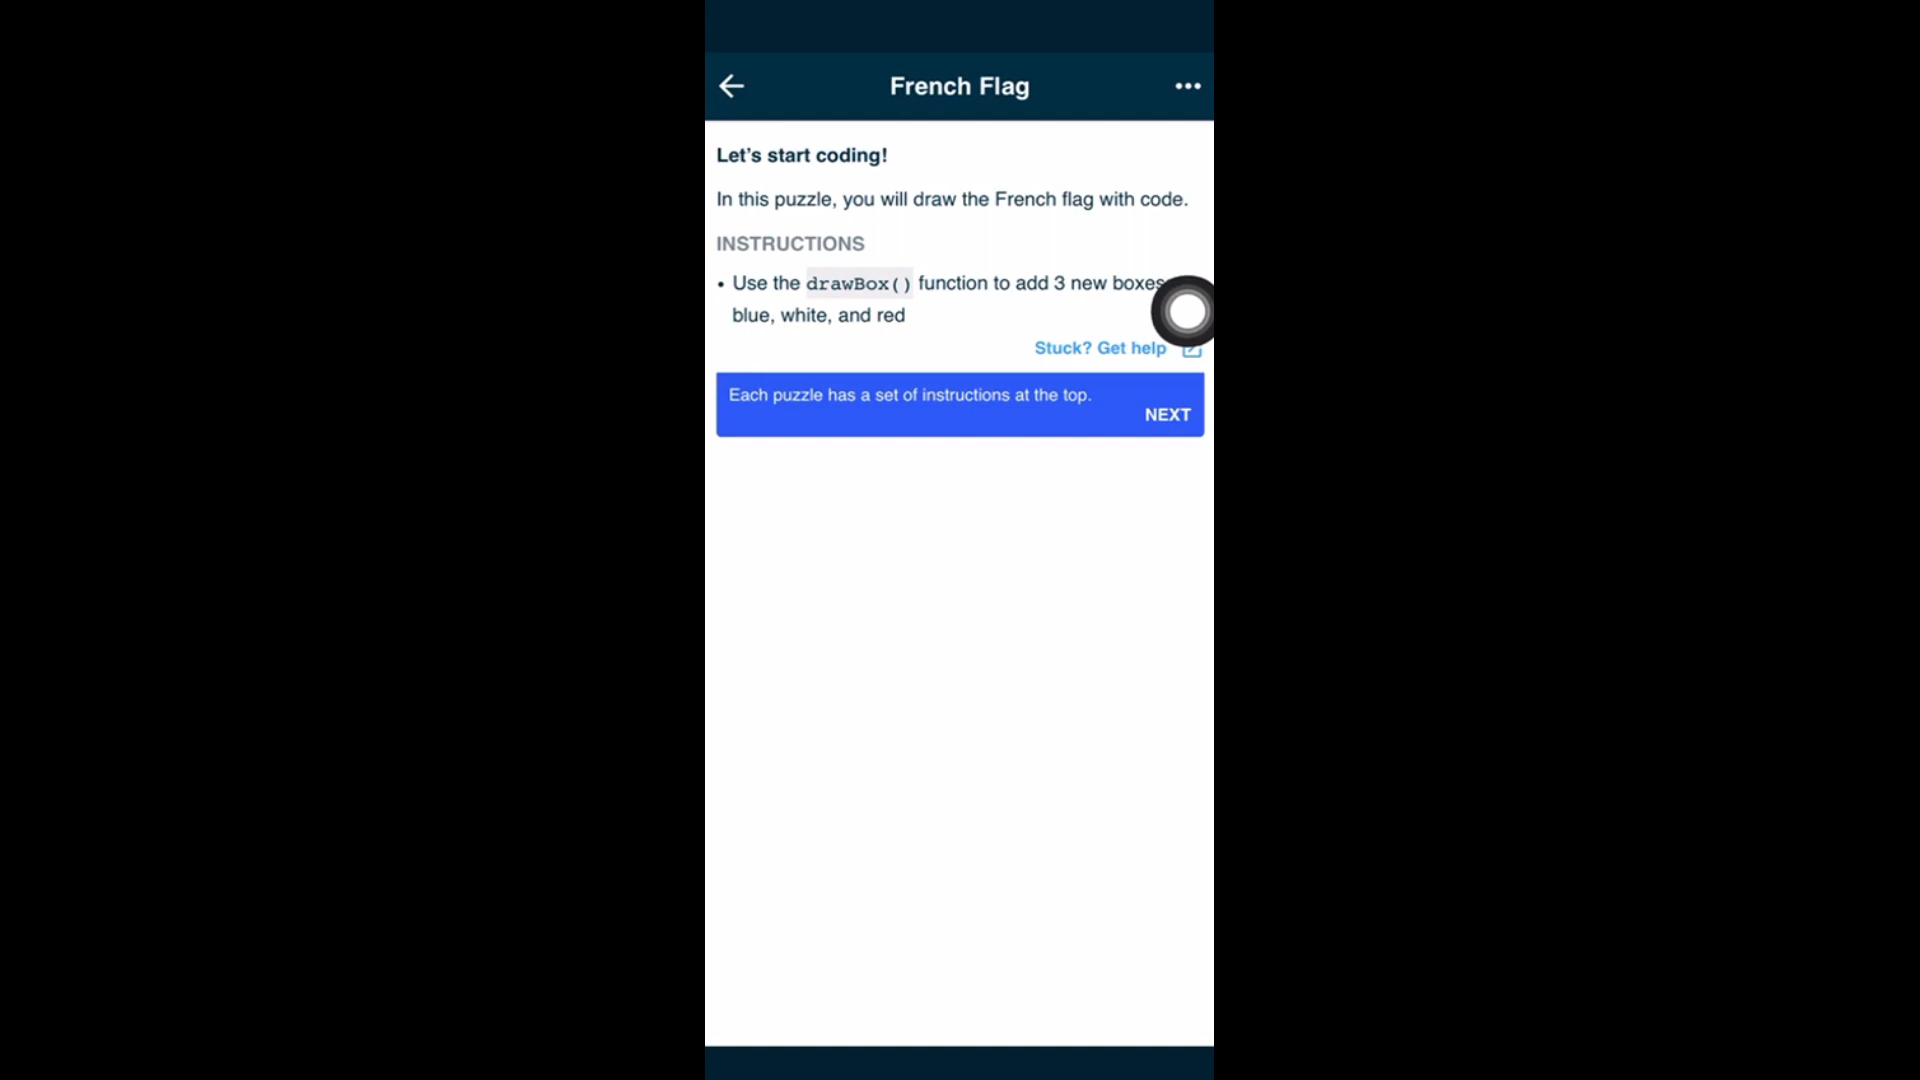 French Flag
Let's start coding!
In this puzzle, you will draw the French flag with code.
INSTRUCTIONS
• Use the drawBox() function to add 3 new boxes
blue, white, and red
Stuck? Get help
Each puzzle has a set of instructions at the top.
NEXT